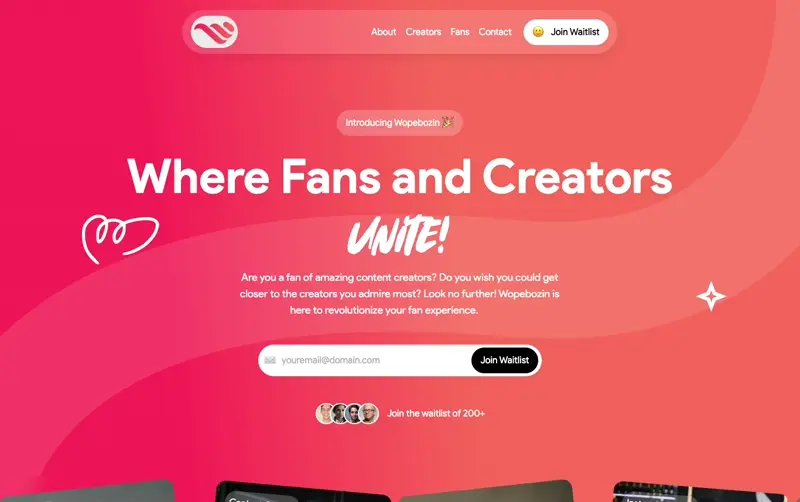 About Creators Fans Contact Join Waitlist
Introducing Wopebozin
Where Fans and Creators
UNITE!
Are you a fan of amazing content creators? Do you wish you could get
closer to the creators you admire most? Look no further! Wopebozin is
here to revolutionize your fan experience.
youremail@domain.com Join Waitlist
Join the waitlist of 200+